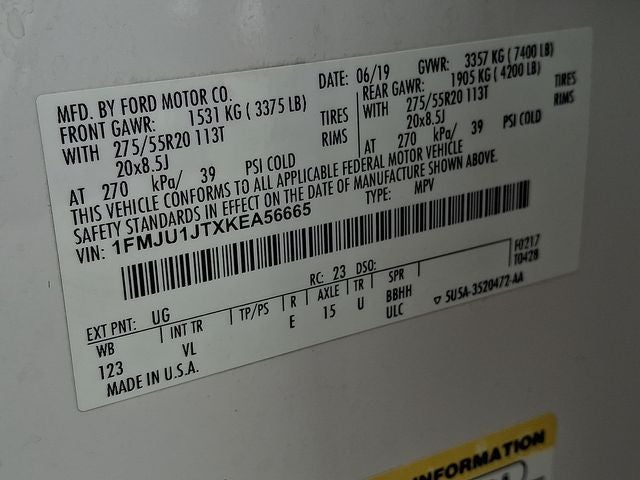 MFD. BY FORD MOTOR CO.
DATE: 06/19 GVWR: 3357 KG ( 7400 LB)
FRONT GAWR: 1531 KG ( 3375 LB)
REAR GAWR: 1905 KG ( 4200 LB)
WITH 275/55R20 113T TIRES
20x8.5J RIMS
AT 270 kPa/ 39 PSI COLD
WITH 275/55R20 113T TIRES
20x8.5J RIMS
AT 270 kPa/ 39 PSI COLD
THIS VEHICLE CONFORMS TO ALL APPLICABLE FEDERAL MOTOR VEHICLE
SAFETY STANDARDS IN EFFECT ON THE DATE OF MANUFACTURE SHOWN ABOVE.
VIN: 1FMJU1JTXKEA56665 TYPE: MPV
F0217
T0428
EXT PNT: UG RC: 23 DSO:
WB INT TR TP/PS R AXLE TR SPR
123 VL E 15 U BBHH
ULC
▽ 5USA-3520472-AA
MADE IN U.S.A.
INFORMATION